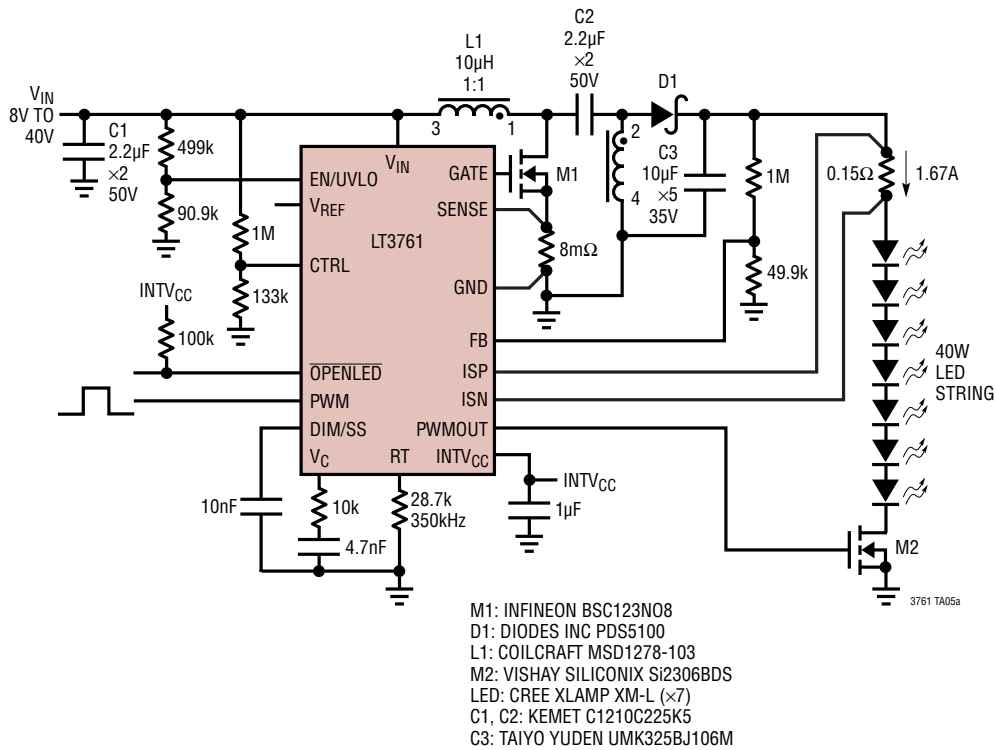 VIN
8V TO
40V
C1
2.2µF
×2
50V
499k
90.9k
1M
133k
INTVCC
100k
L1
10µH
1:1
3
1
C2
2.2µF
×2
50V
D1
2
4
C3
10µF
×5
35V
1M
49.9k
0.15Ω
1.67A
M1
8mΩ
VIN
EN/UVLO
VREF
LT3761
CTRL
OPENLED
PWM
DIM/SS
VC
RT
GATE
SENSE
GND
FB
ISP
ISN
PWMOUT
INTVCC
40W
LED
STRING
10nF
10k
4.7nF
28.7k
350kHz
INTVCC
1µF
M2
3761 TA05a
M1: INFINEON BSC123NO8
D1: DIODES INC PDS5100
L1: COILCRAFT MSD1278-103
M2: VISHAY SILICONIX Si2306BDS
LED: CREE XLAMP XM-L (×7)
C1, C2: KEMET C1210C225K5
C3: TAIYO YUDEN UMK325BJ106M